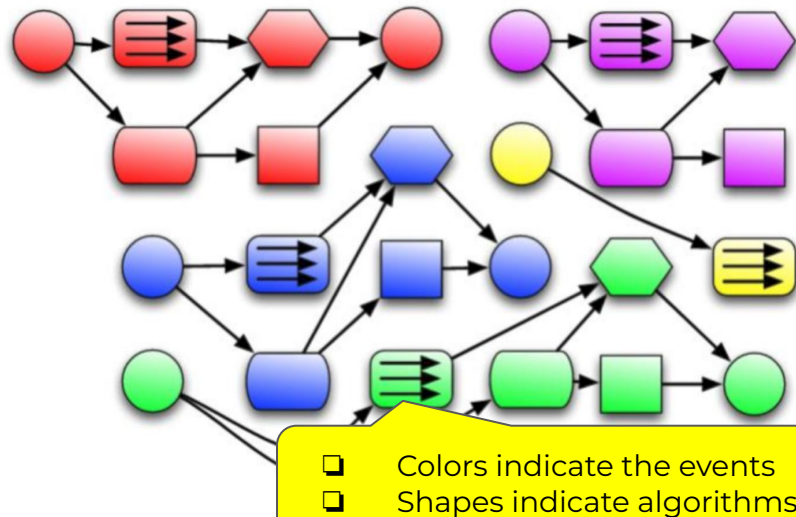 Colors indicate the events
Shapes indicate algorithms